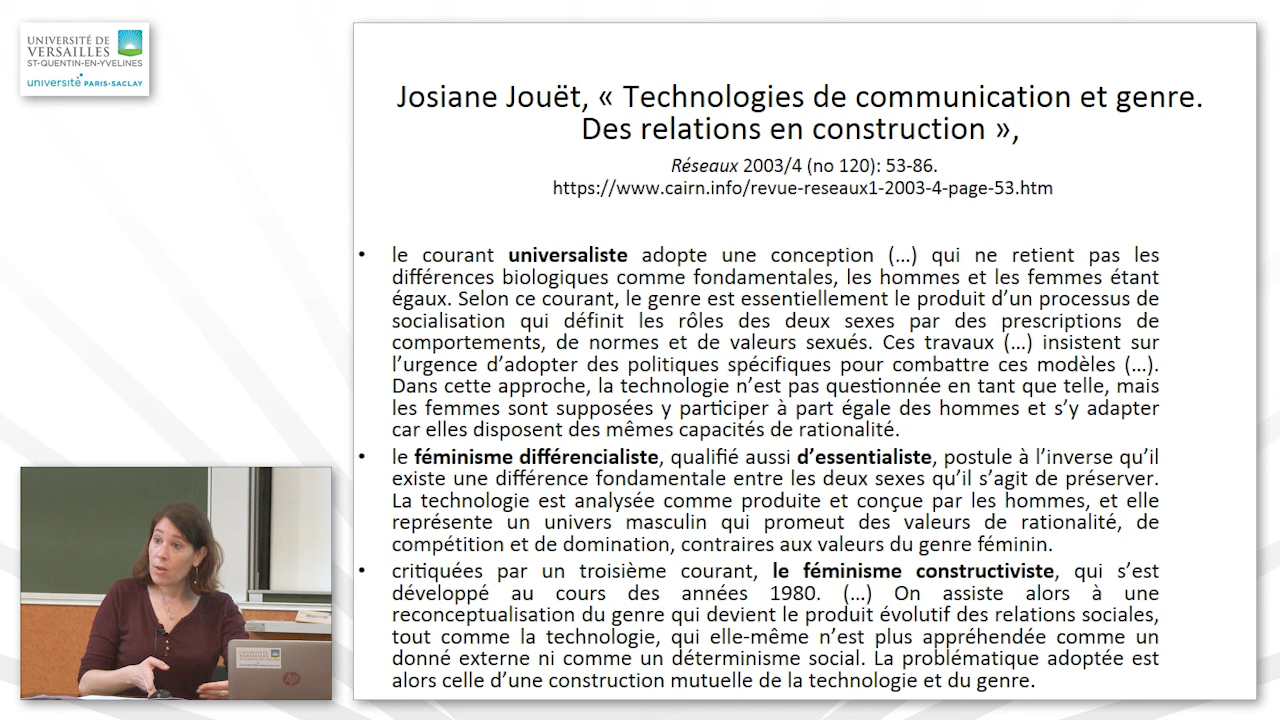 UNIVERSITÉ DE
VERSAILLES
ST-QUENTIN-EN-YVELINES
université PARIS-SACLAY
Josiane Jouët, « Technologies de communication et genre.
Des relations en construction »,
Réseaux 2003/4 (no 120): 53-86.
https://www.cairn.info/revue-reseaux1-2003-4-page-53.htm
• le courant universaliste adopte une conception (…) qui ne retient pas les
différences biologiques comme fondamentales, les hommes et les femmes étant
égaux. Selon ce courant, le genre est essentiellement le produit d’un processus de
socialisation qui définit les rôles des deux sexes par des prescriptions de
comportements, de normes et de valeurs sexués. Ces travaux (…) insistent sur
l’urgence d’adopter des politiques spécifiques pour combattre ces modèles (…).
Dans cette approche, la technologie n’est pas questionnée en tant que telle, mais
les femmes sont supposées y participer à part égale des hommes et s’y adapter
car elles disposent des mêmes capacités de rationalité.
• le féminisme différencialiste, qualifié aussi d’essentialiste, postule à l’inverse qu’il
existe une différence fondamentale entre les deux sexes qu’il s’agit de préserver.
La technologie est analysée comme produite et conçue par les hommes, et elle
représente un univers masculin qui promeut des valeurs de rationalité, de
compétition et de domination, contraires aux valeurs du genre féminin.
• critiquées par un troisième courant, le féminisme constructiviste, qui s’est
développé au cours des années 1980. (…) On assiste alors à une
reconceptualisation du genre qui devient le produit évolutif des relations sociales,
tout comme la technologie, qui elle-même n’est plus appréhendée comme un
donné externe ni comme un déterminisme social. La problématique adoptée est
alors celle d’une construction mutuelle de la technologie et du genre.
UNIVERSITÉ DE
VERSAILLES
hp